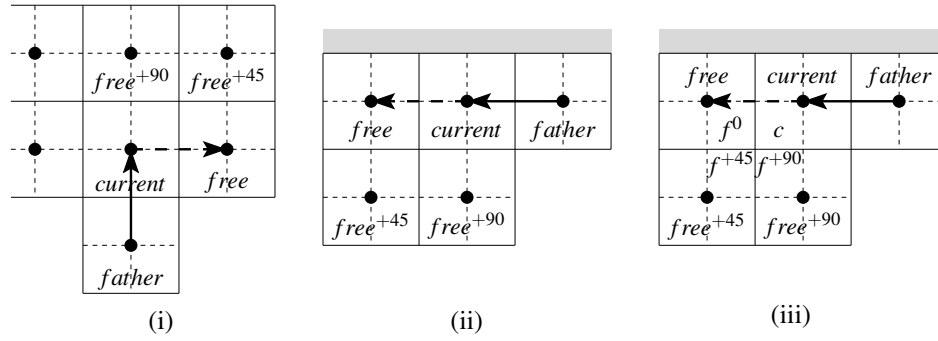 free⁺⁹⁰ free⁺⁴⁵
current free
father
(i)
free current father
free⁺⁴⁵ free⁺⁹⁰
(ii)
free current father
f⁰ c
f⁺⁴⁵ f⁺⁹⁰
free⁺⁴⁵ free⁺⁹⁰
(iii)